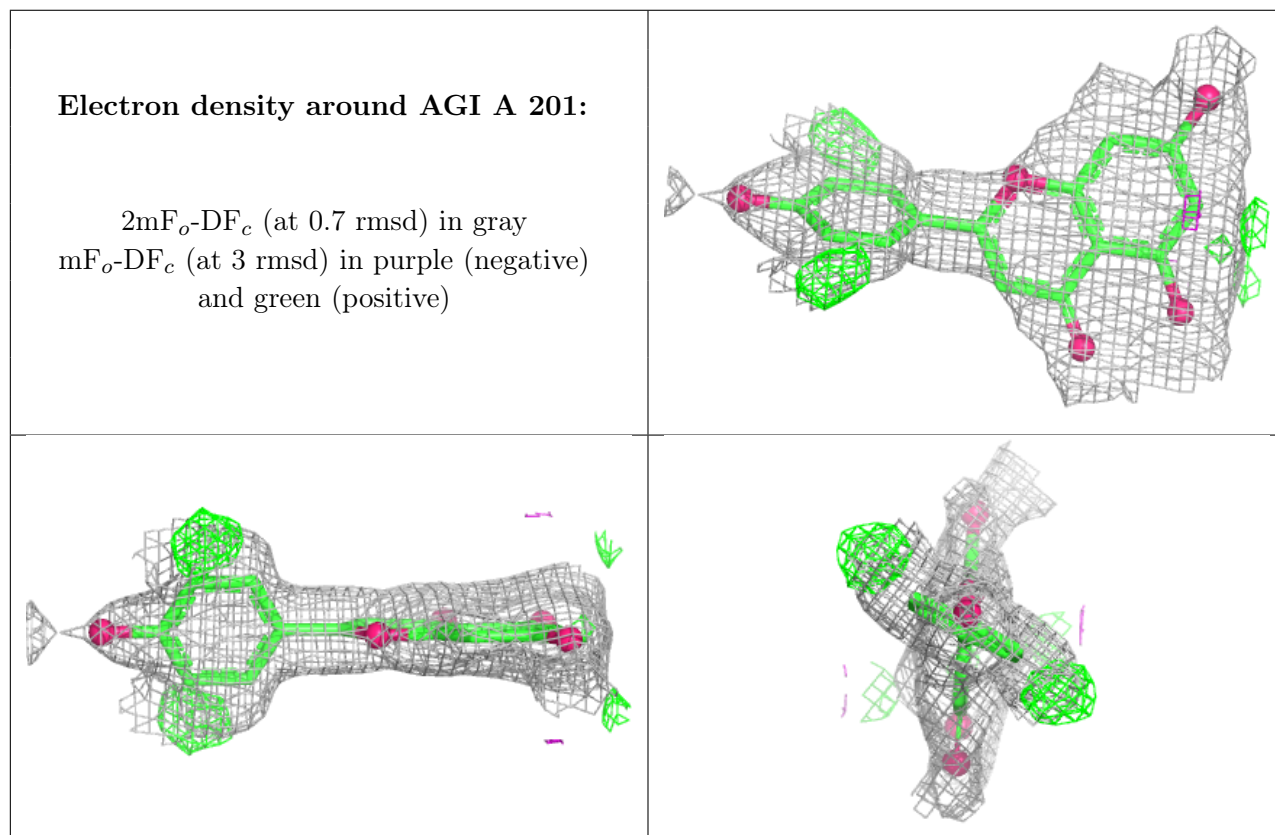 Electron density around AGI A 201:
2mFo-DFc (at 0.7 rmsd) in gray
mFo-DFc (at 3 rmsd) in purple (negative)
and green (positive)